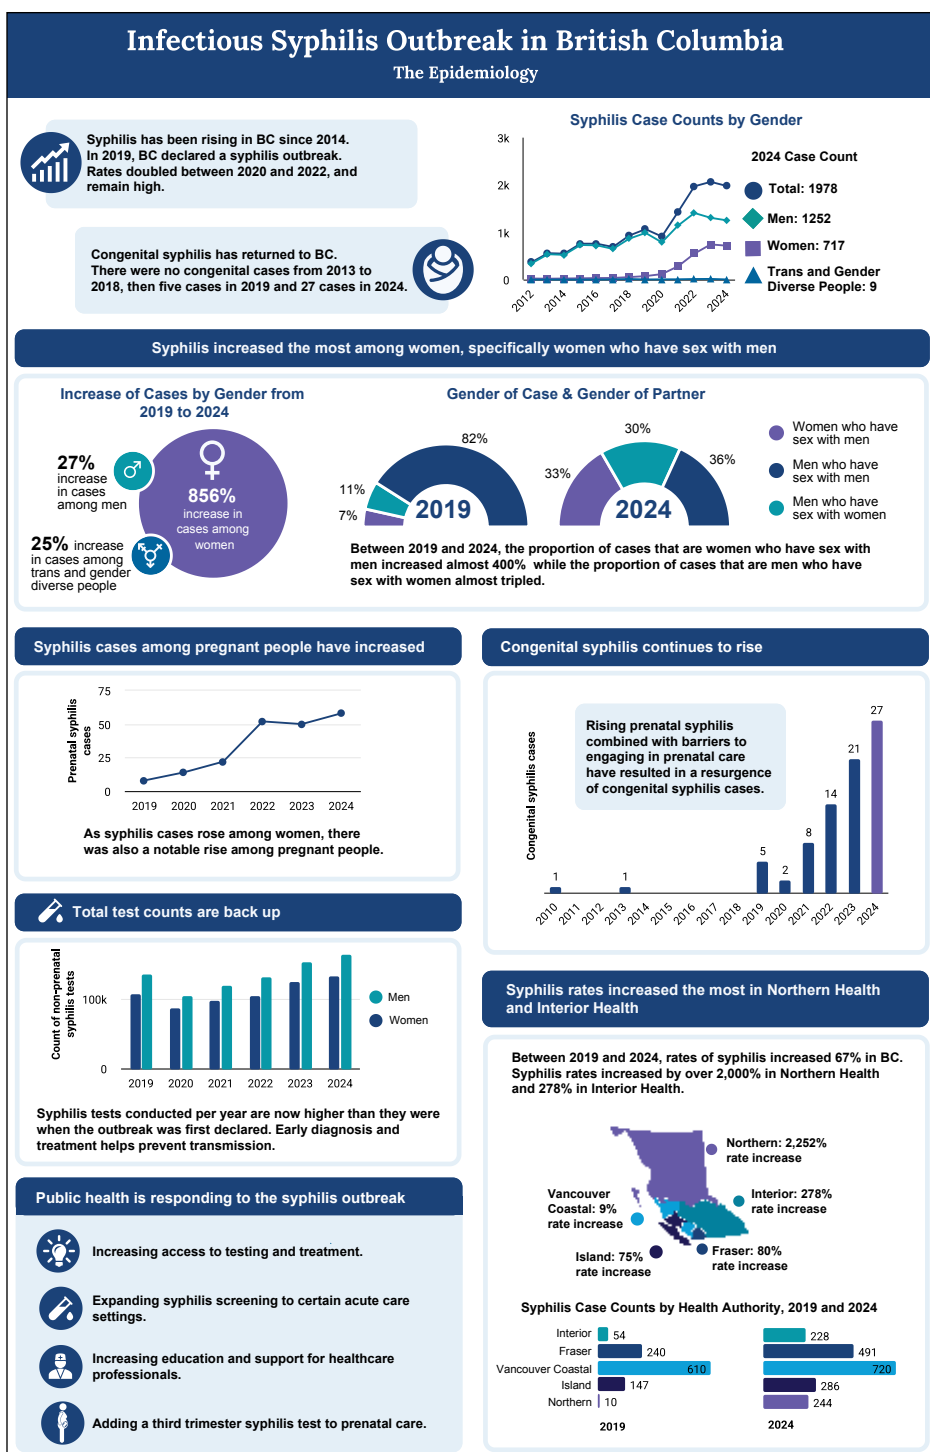 Infectious Syphilis Outbreak in British Columbia
The Epidemiology
Syphilis has been rising in BC since 2014.
In 2019, BC declared a syphilis outbreak.
Rates doubled between 2020 and 2022, and
remain high.
Congenital syphilis has returned to BC.
There were no congenital cases from 2013 to
2018, then five cases in 2019 and 27 cases in 2024.
Syphilis Case Counts by Gender
3k
2k
1k
0
2012
2014
2016
2018
2020
2022
2024
2024 Case Count
Total: 1978
Men: 1252
Women: 717
Trans and Gender
Diverse People: 9
Syphilis increased the most among women, specifically women who have sex with men
Increase of Cases by Gender from
2019 to 2024
27%
increase
in cases
among men
856%
increase in
cases among
women
25% increase
in cases among
trans and gender
diverse people
Gender of Case & Gender of Partner
82%
11%
7%
2019
30%
33%
36%
2024
Women who have
sex with men
Men who have
sex with men
Men who have
sex with women
Between 2019 and 2024, the proportion of cases that are women who have sex with
men increased almost 400% while the proportion of cases that are men who have
sex with women almost tripled.
Syphilis cases among pregnant people have increased
Prenatal syphilis
cases
75
50
25
0
2019
2020
2021
2022
2023
2024
As syphilis cases rose among women, there
was also a notable rise among pregnant people.
Congenital syphilis continues to rise
Rising prenatal syphilis
combined with barriers to
engaging in prenatal care
have resulted in a resurgence
of congenital syphilis cases.
Congenital syphilis cases
1
1
5
2
8
14
21
27
2010
2011
2012
2013
2014
2015
2016
2017
2018
2019
2020
2021
2022
2023
2024
Total test counts are back up
Count of non-prenatal
syphilis tests
100k
0
2019
2020
2021
2022
2023
2024
Men
Women
Syphilis tests conducted per year are now higher than they were
when the outbreak was first declared. Early diagnosis and
treatment helps prevent transmission.
Syphilis rates increased the most in Northern Health
and Interior Health
Between 2019 and 2024, rates of syphilis increased 67% in BC.
Syphilis rates increased by over 2,000% in Northern Health
and 278% in Interior Health.
Northern: 2,252%
rate increase
Vancouver
Coastal: 9%
rate increase
Interior: 278%
rate increase
Island: 75%
rate increase
Fraser: 80%
rate increase
Syphilis Case Counts by Health Authority, 2019 and 2024
Interior 54 228
Fraser 240 491
Vancouver Coastal 610 720
Island 147 286
Northern 10 244
2019 2024
Public health is responding to the syphilis outbreak
Increasing access to testing and treatment.
Expanding syphilis screening to certain acute care
settings.
Increasing education and support for healthcare
professionals.
Adding a third trimester syphilis test to prenatal care.